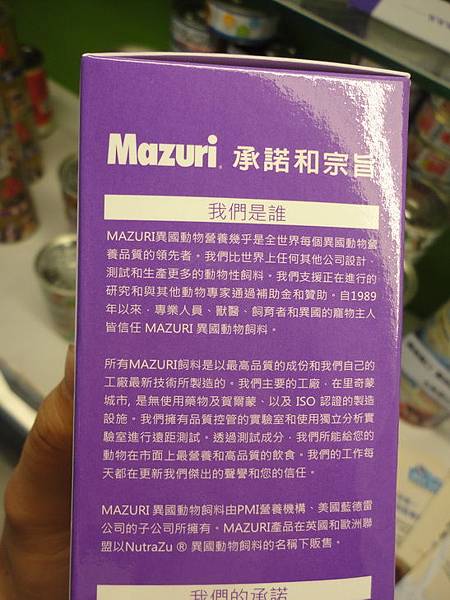 Mazuri® 承諾和宗旨
我們是誰
MAZURI異國動物營養幾乎是全世界每個異國動物營
養品質的領先者。我們比世界上任何其他公司設計,
測試和生產更多的動物性飼料。我們支援正在進行的
研究和與其他動物專家通過補助金和贊助。自1989
年以來，專業人員、獸醫、飼育者和異國的寵物主人
皆信任 MAZURI 異國動物飼料。
所有MAZURI飼料是以最高品質的成份和我們自己的
工廠最新技術所製造的。我們主要的工廠，在里奇蒙
城市, 是無使用藥物及賀爾蒙、以及 ISO 認證的製造
設施。我們擁有品質控管的實驗室和使用獨立分析實
驗室進行遠距測試。透過測試成分，我們所能給您的
動物在市面上最營養和高品質的飲食。我們的工作每
天都在更新我們傑出的聲譽和您的信任。
MAZURI 異國動物飼料由PMI營養機構、美國藍德雷
公司的子公司所擁有。MAZURI產品在英國和歐洲聯
盟以NutraZu ® 異國動物飼料的名稱下販售。
我們的承諾